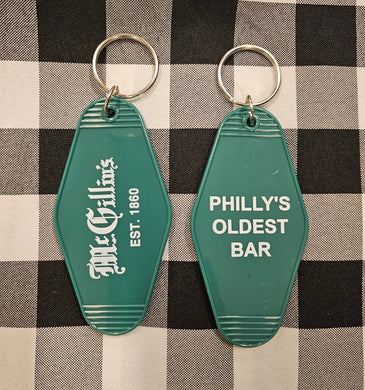 McGillin's
EST. 1860
PHILLY'S
OLDEST
BAR